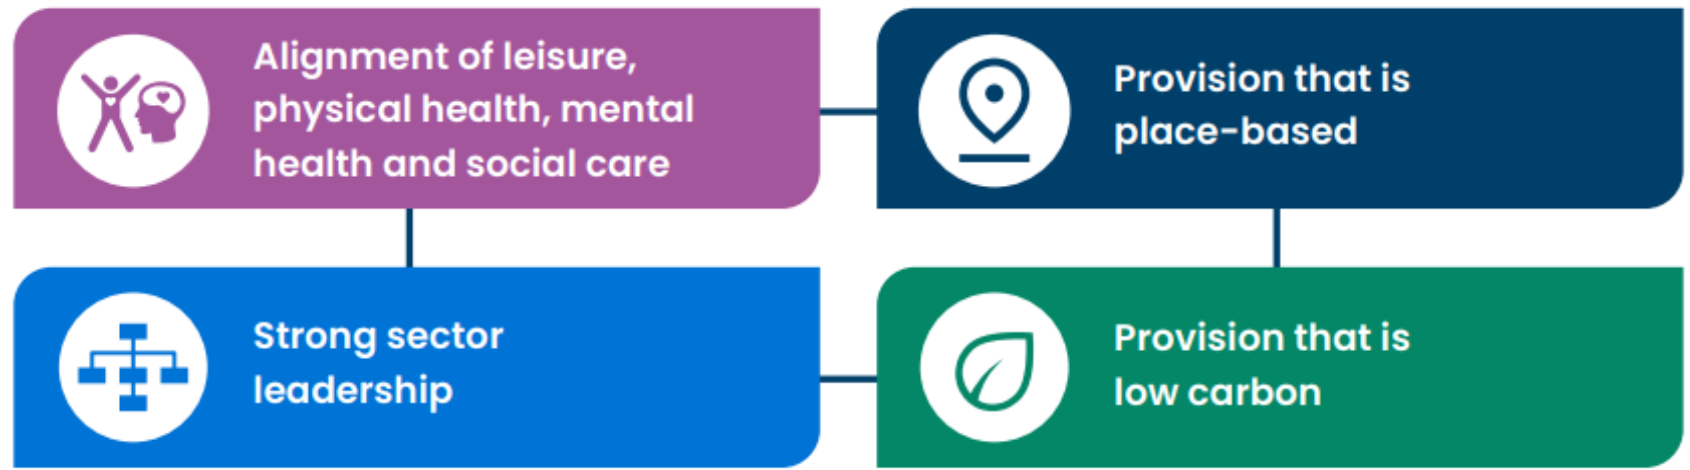 Alignment of leisure,
physical health, mental
health and social care
Provision that is
place-based
Strong sector
leadership
Provision that is
low carbon